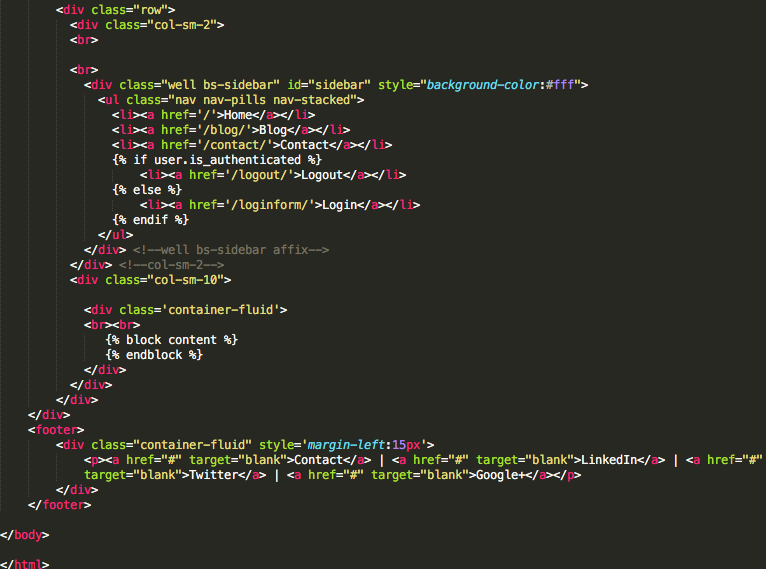 <div class="row">
<div class="col-sm-2">
<br>
<br>
<div class="well bs-sidebar" id="sidebar" style="background-color:#fff">
<ul class="nav nav-pills nav-stacked">
<li><a href='/'>Home</a></li>
<li><a href='/blog/'>Blog</a></li>
<li><a href='/contact/'>Contact</a></li>
{% if user.is_authenticated %}
<li><a href='/logout/'>Logout</a></li>
{% else %}
<li><a href='/loginform/'>Login</a></li>
{% endif %}
</ul>
</div> <!--well bs-sidebar affix-->
</div> <!--col-sm-2-->
<div class="col-sm-10">
<div class='container-fluid'>
<br><br>
{% block content %}
{% endblock %}
</div>
</div>
</div>
</div>
<footer>
<div class="container-fluid" style='margin-left:15px'>
<p><a href="#" target="blank">Contact</a> | <a href="#" target="blank">LinkedIn</a> | <a href="#"
target="blank">Twitter</a> | <a href="#" target="blank">Google+</a></p>
</div>
</footer>
</body>
</html>